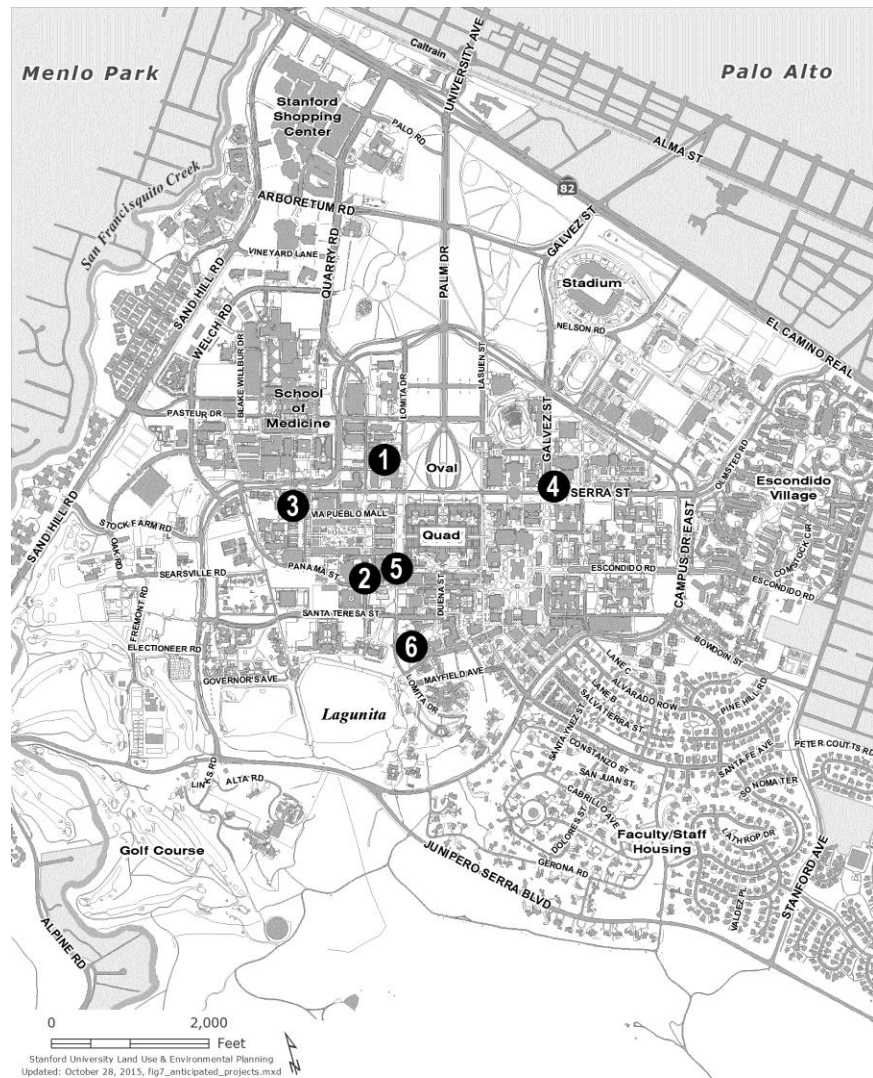 Menlo Park
Palo Alto
Caltrain
UNIVERSITY AVE
ALMA ST
Stanford
Shopping
Center
PALO RD
82
San Francisquito Creek
ARBORETUM RD
GALVEZ ST
VINEYARD LANE
QUARRY RD
PALM DR
SAND HILL RD
Stadium
WELCH RD
NELSON RD
EL CAMINO REAL
BLAKE WILBUR DR
LASUEN ST
LOMITA DR
School
of
Medicine
PASTEUR DR
GALVEZ ST
OLMSTED RD
1
Oval
Escondido
Village
4
SERRA ST
3
VIA PUEBLO MALL
SAND HILL RD
STOCK FARM RD
Quad
CAMPUS DR EAST
COMSTOCK CIR
OAK RD
PANAMA ST
2
5
SEARSVILLE RD
ESCONDIDO RD
ESCONDIDO RD
DUENA ST
FREMONT RD
SANTA TERESA ST
BOWDOIN ST
ELECTIONEER RD
6
LANE C
MAYFIELD AVE
GOVERNOR'S AVE
ALVARADO ROW
PINE HILL RD
LANE B
LOMITA DR
SALVATIERRA ST
Lagunita
SANTA YNEZ ST
CONSTANZO ST
SANTA FE AVE
PETER COUTTS RD
LINKS RD
ALTA RD
SAN JUAN ST
SONOMA TER
CABRILLO AVE
DOLORES ST
Faculty/Staff
Housing
LATHROP DR
Golf Course
GERONA RD
JUNIPERO SERRA BLVD
STANFORD AVE
VALDEZ PL
ALPINE RD
0
2,000
Feet
N
Stanford University Land Use & Environmental Planning
Updated: October 28, 2015, fig7_anticipated_projects.mxd